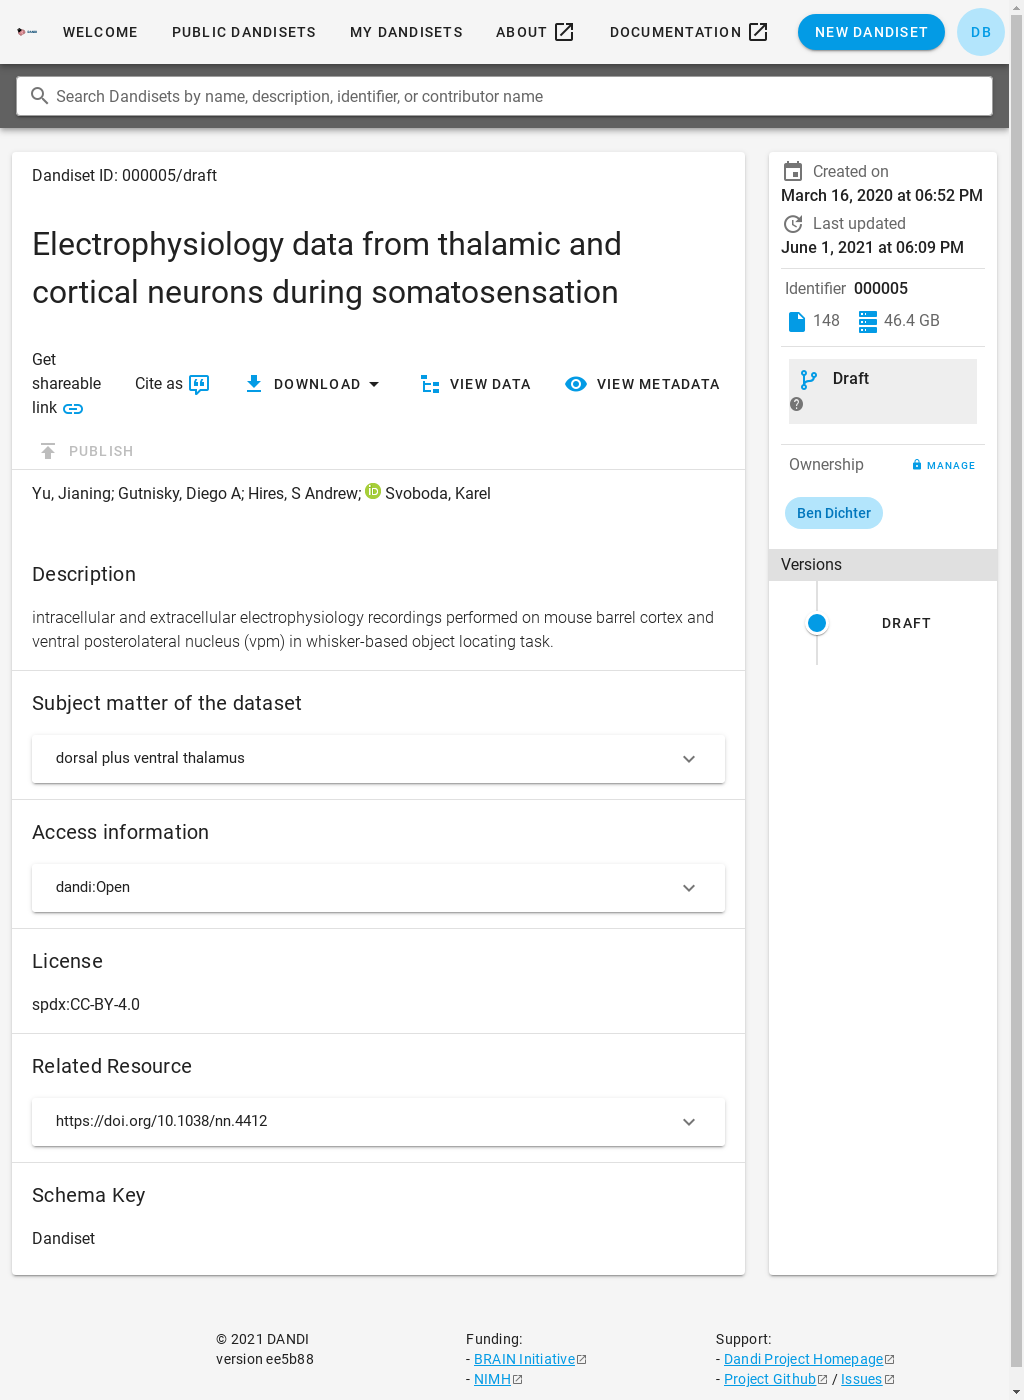 WELCOME PUBLIC DANDISETS MY DANDISETS ABOUT DOCUMENTATION NEW DANDISET DB
Search Dandisets by name, description, identifier, or contributor name
Dandiset ID: 000005/draft
Electrophysiology data from thalamic and
cortical neurons during somatosensation
Get
shareable
link
Cite as
DOWNLOAD
VIEW DATA
VIEW METADATA
PUBLISH
Yu, Jianing; Gutnisky, Diego A; Hires, S Andrew; iD Svoboda, Karel
Description
intracellular and extracellular electrophysiology recordings performed on mouse barrel cortex and
ventral posterolateral nucleus (vpm) in whisker-based object locating task.
Subject matter of the dataset
dorsal plus ventral thalamus
Access information
dandi:Open
License
spdx:CC-BY-4.0
Related Resource
https://doi.org/10.1038/nn.4412
Schema Key
Dandiset
Created on
March 16, 2020 at 06:52 PM
Last updated
June 1, 2021 at 06:09 PM
Identifier 000005
148 46.4 GB
Draft
?
Ownership MANAGE
Ben Dichter
Versions
DRAFT
© 2021 DANDI
version ee5b88
Funding:
- BRAIN Initiative
- NIMH
Support:
- Dandi Project Homepage
- Project Github / Issues